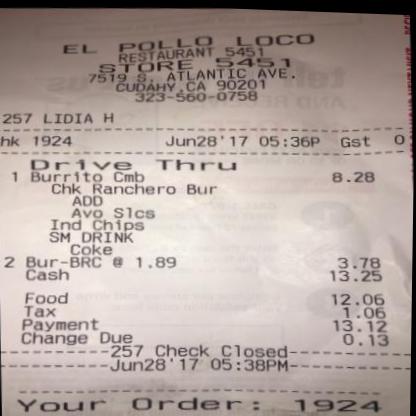 EL POLLO LOCO
RESTAURANT 5451
STORE 5451
7519 S. ATLANTIC AVE.
CUDAHY,CA 90201
323-560-0758
257 LIDIA H
hk 1924 Jun28'17 05:36P Gst 0
Drive Thru
1 Burrito Cmb 8.28
Chk Ranchero Bur
ADD
Avo Slcs
Ind Chips
SM DRINK
Coke
2 Bur-BRC @ 1.89 3.78
Cash 13.25
Food 12.06
Tax 1.06
Payment 13.12
Change Due 0.13
------257 Check Closed------
------Jun28'17 05:38PM------
Your Order: 1924